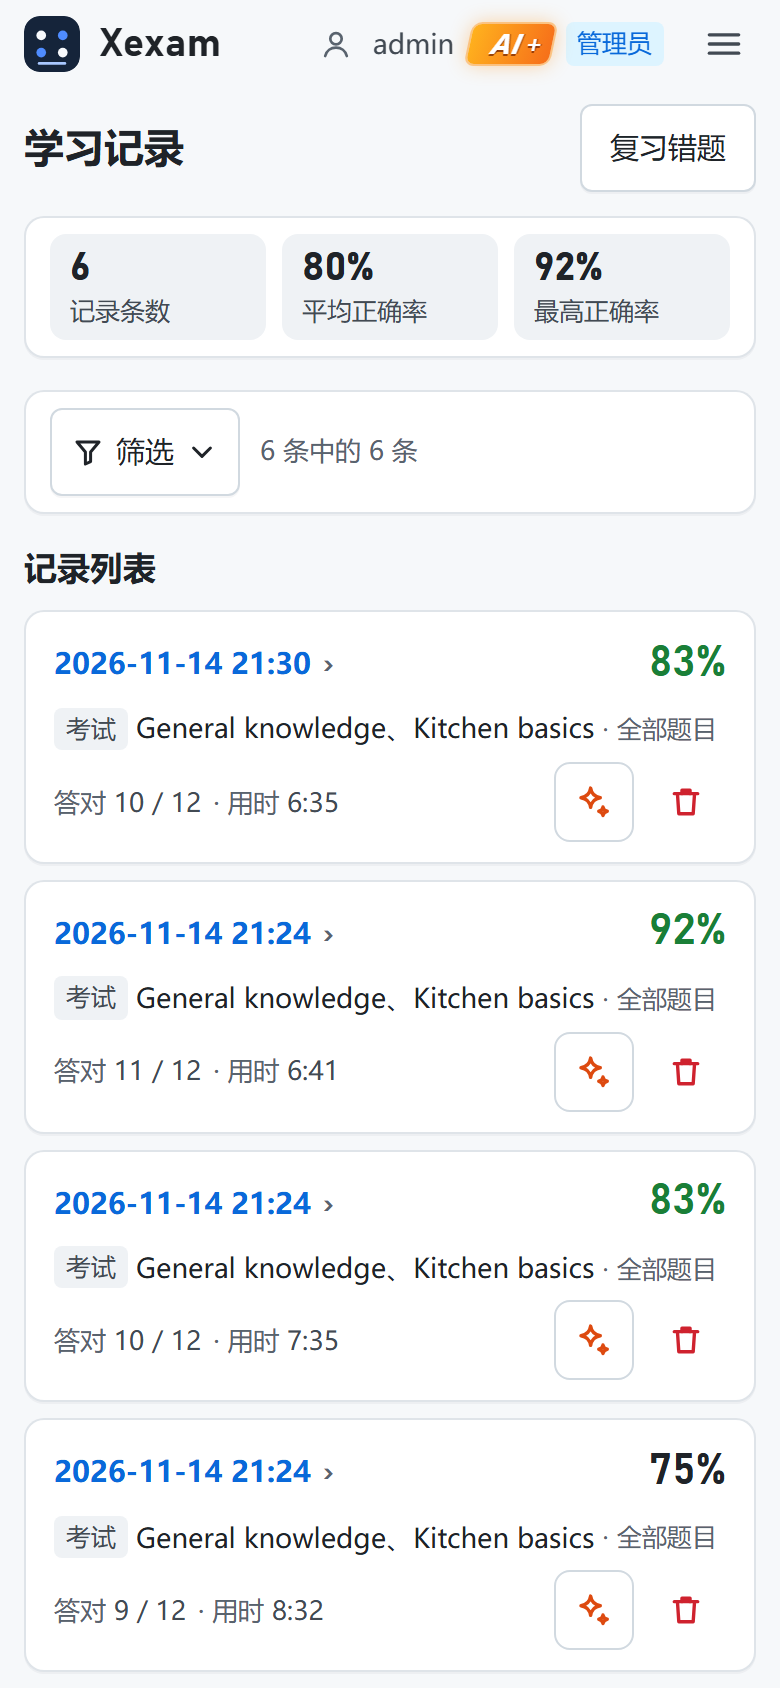 Xexam
admin AI+ 管理员
学习记录
复习错题
6
记录条数
80%
平均正确率
92%
最高正确率
筛选
6 条中的 6 条
记录列表
2026-11-14 21:30 ›
83%
考试 General knowledge、Kitchen basics · 全部题目
答对 10 / 12 · 用时 6:35
2026-11-14 21:24 ›
92%
考试 General knowledge、Kitchen basics · 全部题目
答对 11 / 12 · 用时 6:41
2026-11-14 21:24 ›
83%
考试 General knowledge、Kitchen basics · 全部题目
答对 10 / 12 · 用时 7:35
2026-11-14 21:24 ›
75%
考试 General knowledge、Kitchen basics · 全部题目
答对 9 / 12 · 用时 8:32